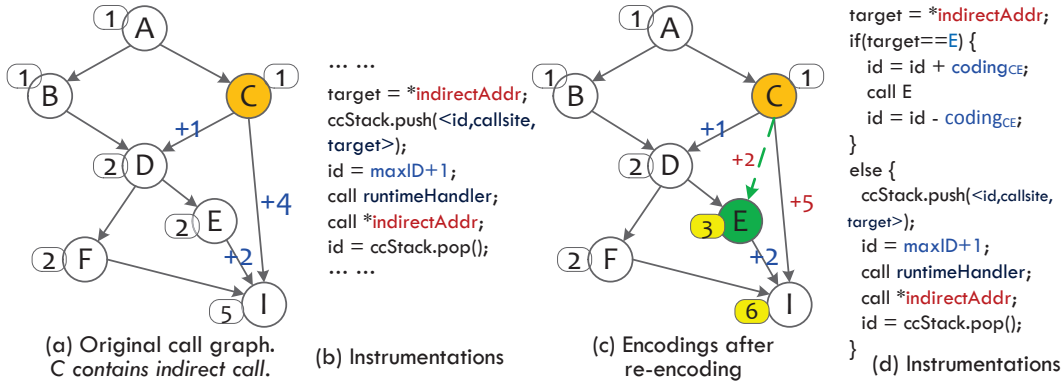 1
A
1
B
C
1
+1
2
D
+4
2
E
2
F
+2
5
I
(a) Original call graph.
C contains indirect call.
... ...
target = *indirectAddr;
ccStack.push(<id,callsite,
target>);
id = maxID+1;
call runtimeHandler;
call *indirectAddr;
id = ccStack.pop();
... ...
(b) Instrumentations
1
A
1
B
C
1
+1
2
D
+2
+5
3
E
2
F
+2
6
I
(c) Encodings after
re-encoding
target = *indirectAddr;
if(target==E) {
id = id + codingCE;
call E
id = id - codingCE;
}
else {
ccStack.push(<id,callsite,
target>);
id = maxID+1;
call runtimeHandler;
call *indirectAddr;
id = ccStack.pop();
}
(d) Instrumentations